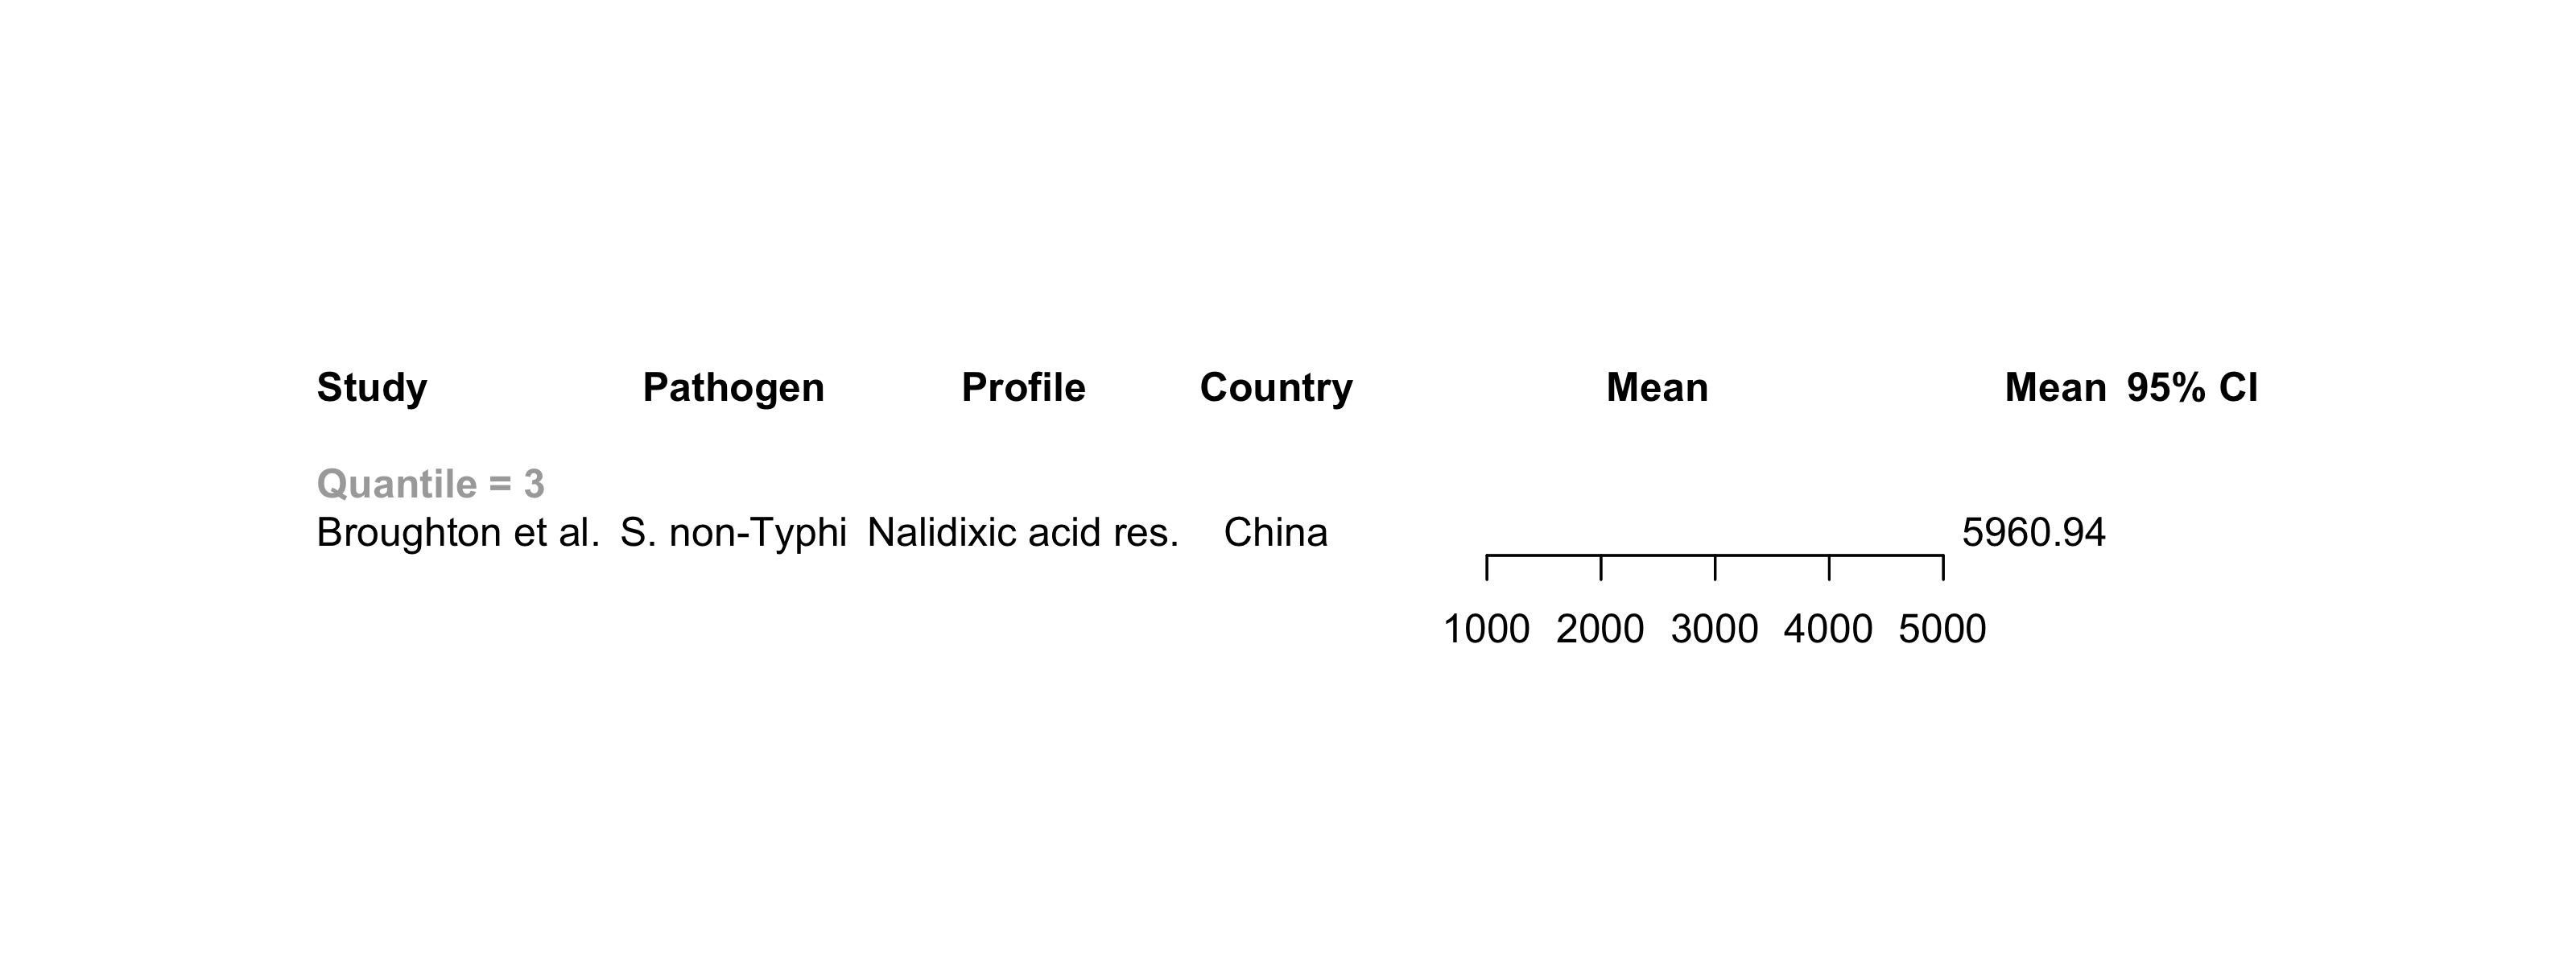 Study Pathogen Profile Country Mean Mean 95% CI
Quantile = 3
Broughton et al. S. non-Typhi Nalidixic acid res. China 5960.94
1000 2000 3000 4000 5000